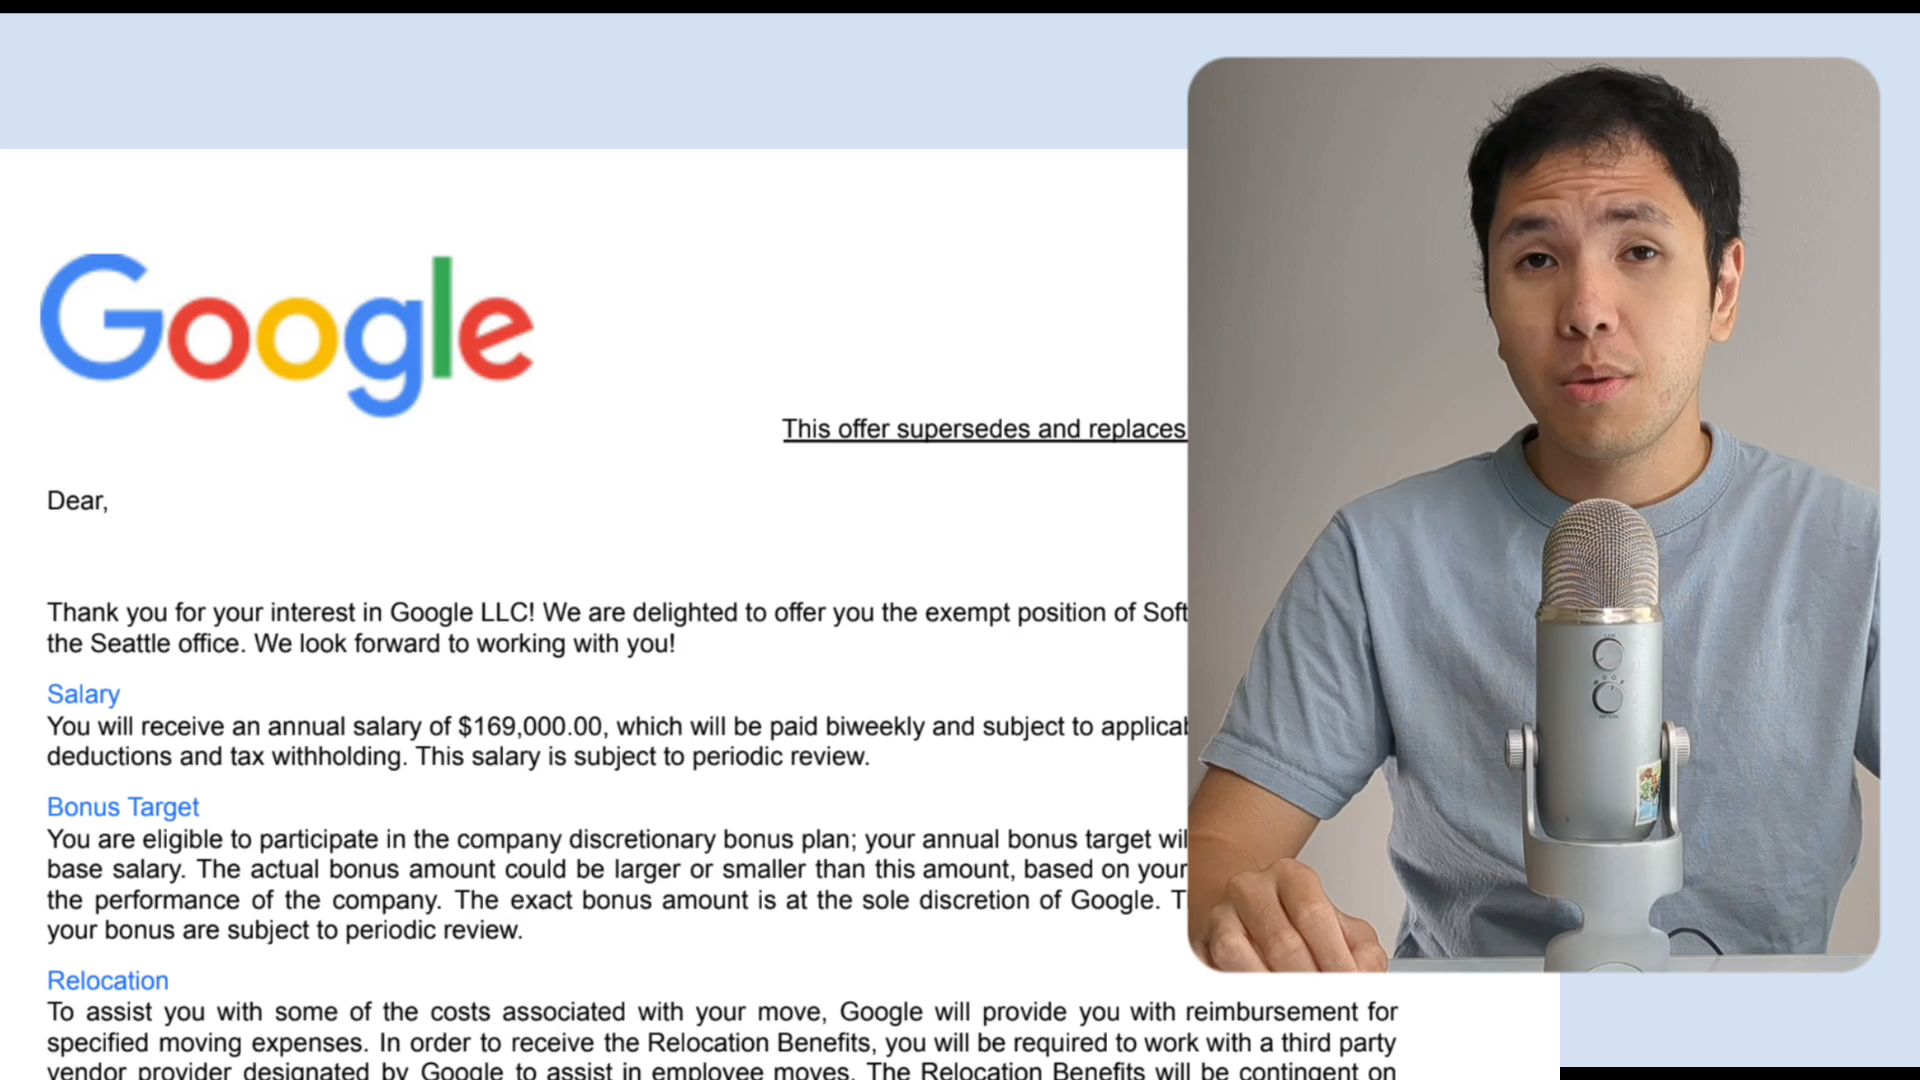 Google
This offer supersedes and replaces
Dear,
Thank you for your interest in Google LLC! We are delighted to offer you the exempt position of
the Seattle office. We look forward to working with you!
Salary
You will receive an annual salary of $169,000.00, which will be paid biweekly and subject to
deductions and tax withholding. This salary is subject to periodic review.
Bonus Target
You are eligible to participate in the company discretionary bonus plan; your annual bonus target
base salary. The actual bonus amount could be larger or smaller than this amount, based on your
the performance of the company. The exact bonus amount is at the sole discretion of Google.
your bonus are subject to periodic review.
Relocation
To assist you with some of the costs associated with your move, Google will provide you with reimbursement for
specified moving expenses. In order to receive the Relocation Benefits, you will be required to work with a third party
vendor provider designated by Google to assist in employee moves. The Relocation Benefits will be contingent on